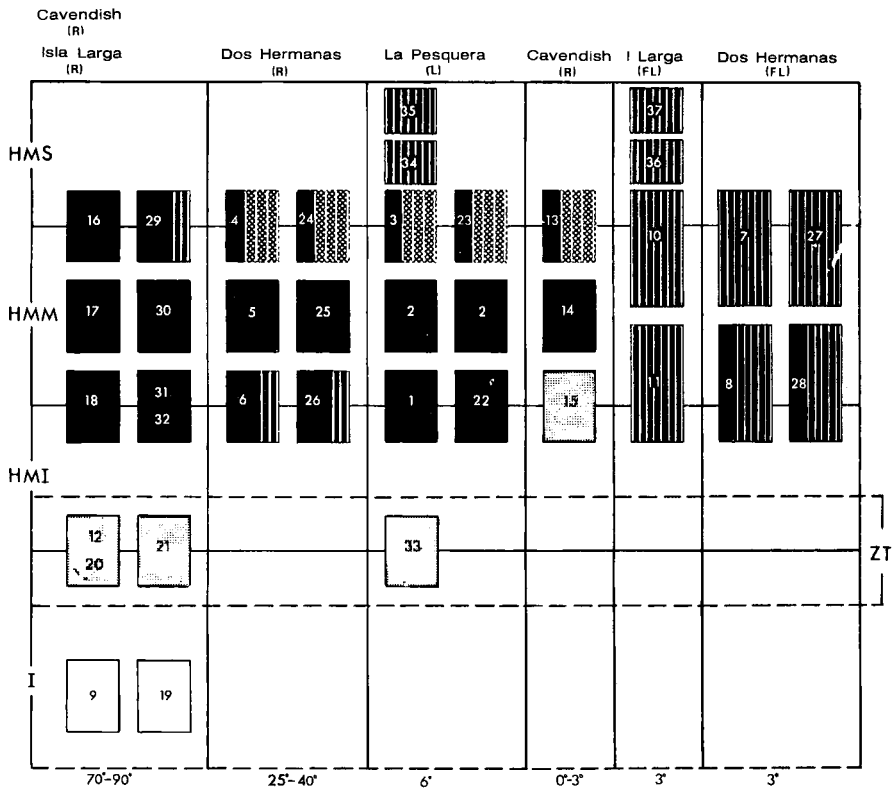 Cavendish
(R)
Isla Larga Dos Hermanas La Pesquera Cavendish I Larga Dos Hermanas
(R) (R) (L) (R) (FL) (FL)
35 37
HMS
34 36
16 29 4 24 3 23 13 10 7 27
HMM 17 30 5 25 2 2 14
18 31 6 26 1 22 15 11 8 28
32
HMI
12 21 33 ZT
20
I 9 19
70°-90° 25°-40° 6° 0°-3° 3° 3°